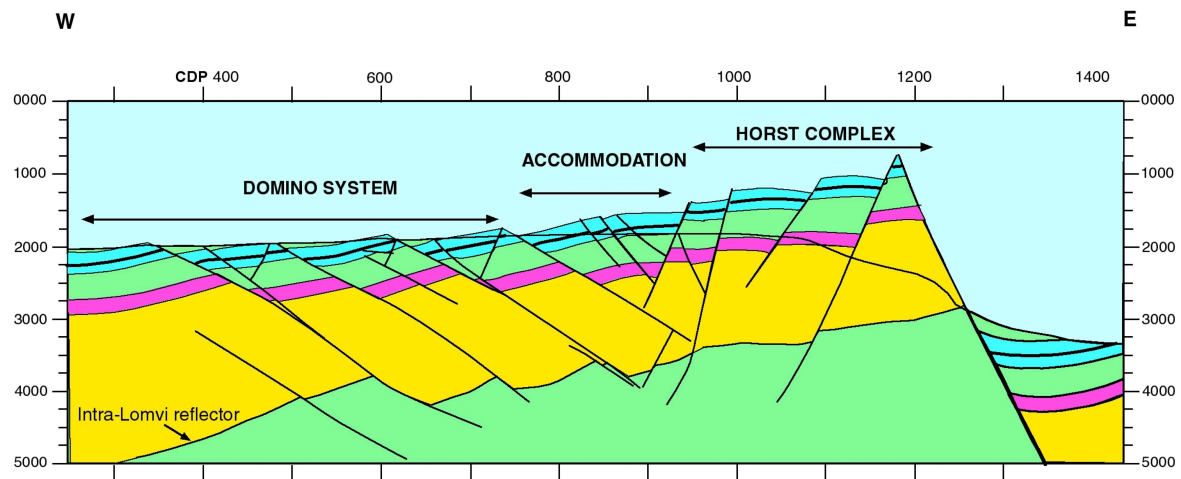 W E
CDP 400 600 800 1000 1200 1400
0000 0000
HORST COMPLEX
ACCOMMODATION
1000 1000
DOMINO SYSTEM
2000 2000
3000 3000
4000 4000
Intra-Lomvi reflector
5000 5000